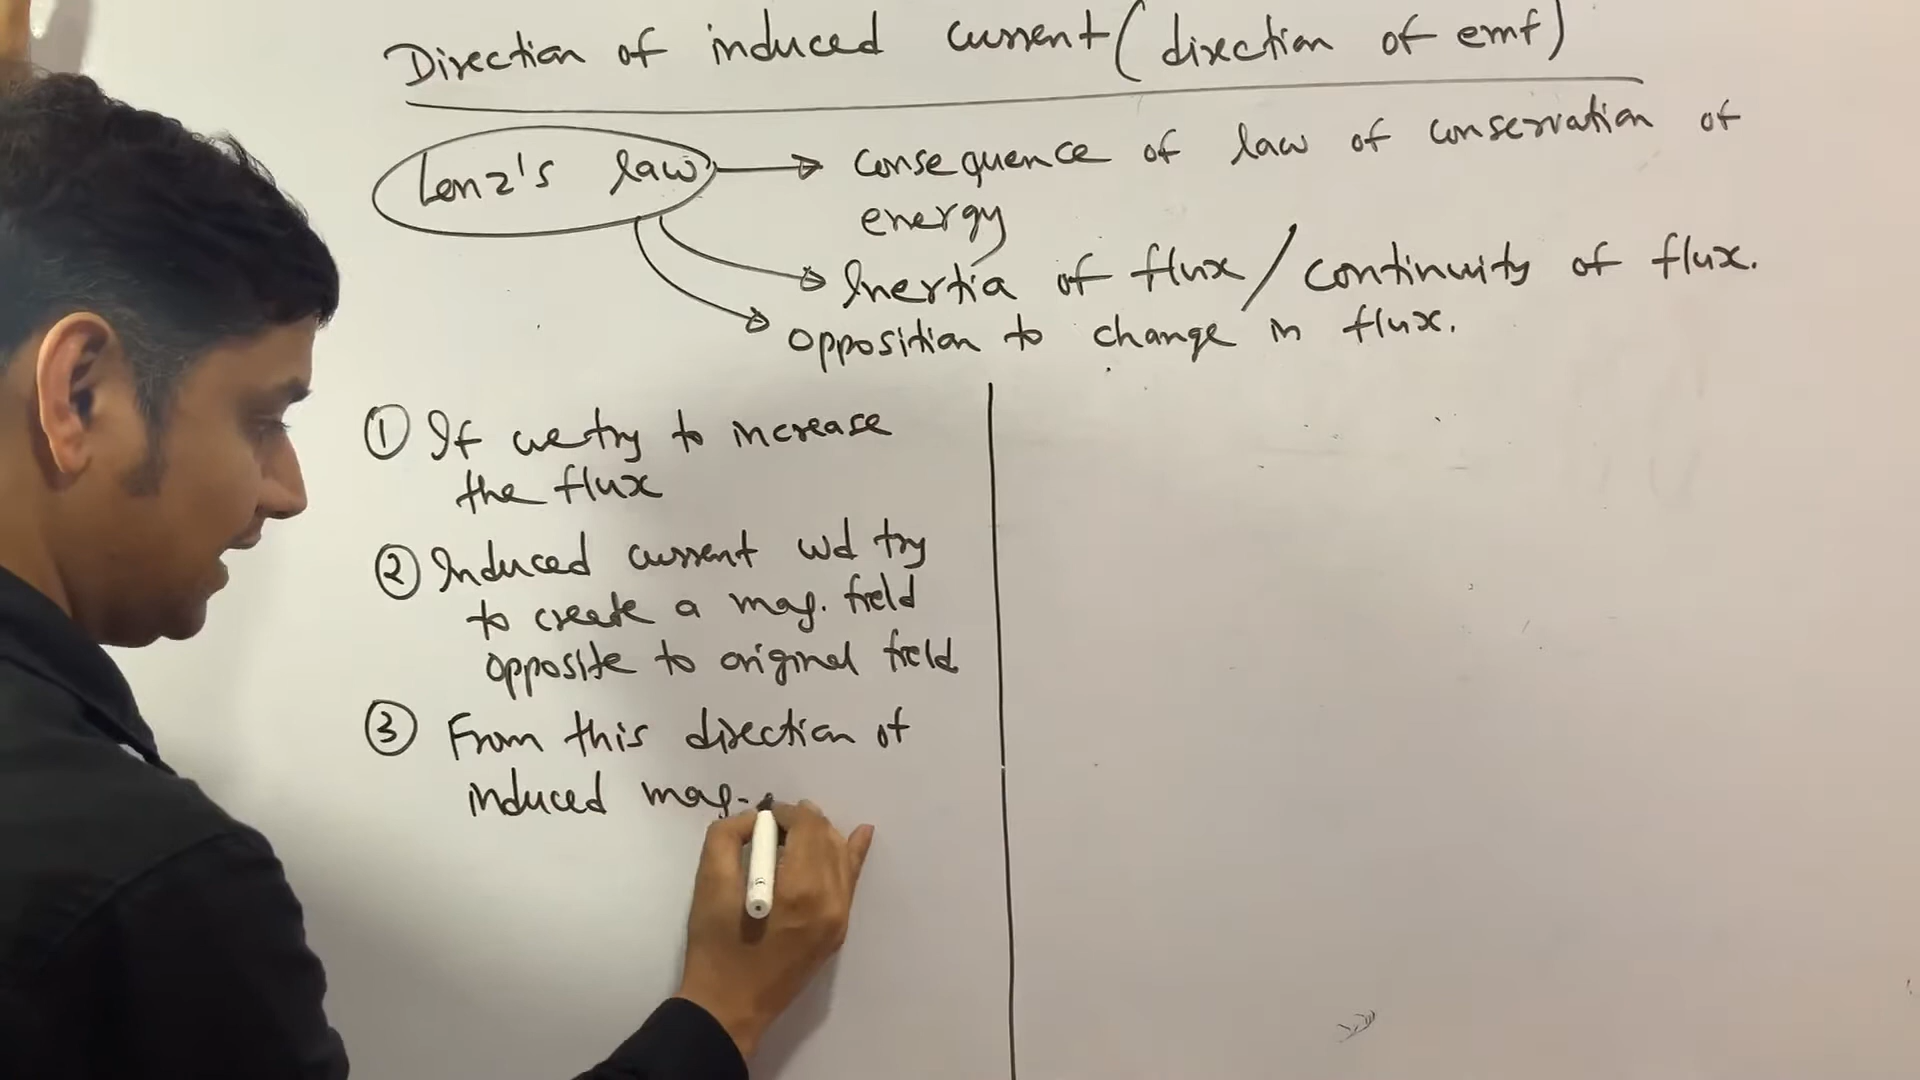 Direction of induced current (direction of emf)
Lenz's law → consequence of law of conservation of
energy
→ Inertia of flux / continuity of flux.
→ opposition to change in flux.
① If we try to increase
the flux
② Induced current wd try
to create a mag. field
opposite to original field
③ From this direction of
induced mag.